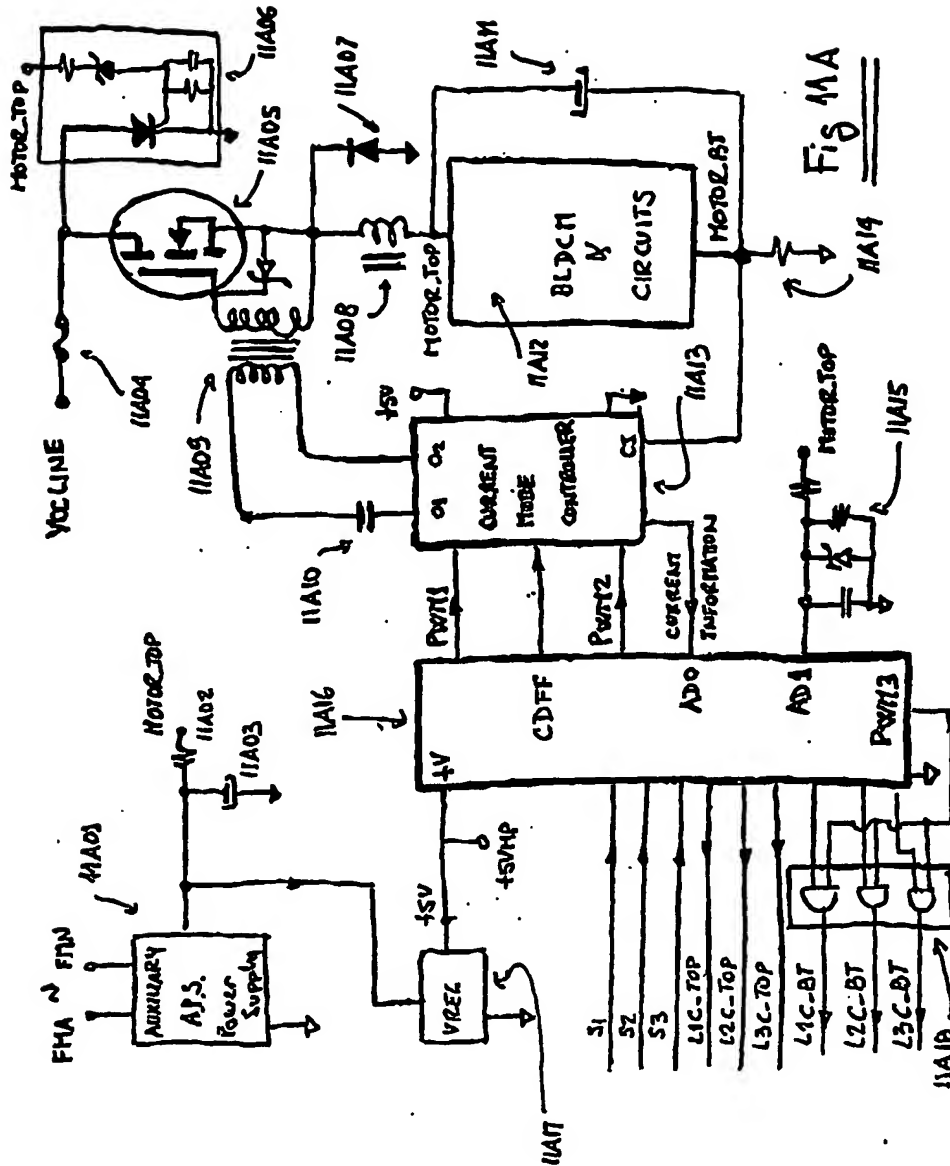 VCC LINE
11A04
MOTOR_TOP
11A06
11A05
11A07
11A09
11A08
MOTOR_TOP
11A11
BLDCM
&
CIRCUITS
11A12
MOTOR_BT
11A14
Fig 11A
11A10
O1
O2
+5V
CURRENT
MODE
CONTROLLER
CS
11A13
PWM1
PWM2
CURRENT
INFORMATION
MOTOR_TOP
11A15
11A16
+V
CDFF
AD0
AD1
PWM3
FMA
N
FMN
11A01
AUXILIARY
A.P.S.
Power
Supply
MOTOR_TOP
11A02
11A03
+5V
+5VMP
VREG
11A17
S1
S2
S3
L1C_TOP
L2C_TOP
L3C_TOP
L1C_BT
L2C_BT
L3C_BT
11A18